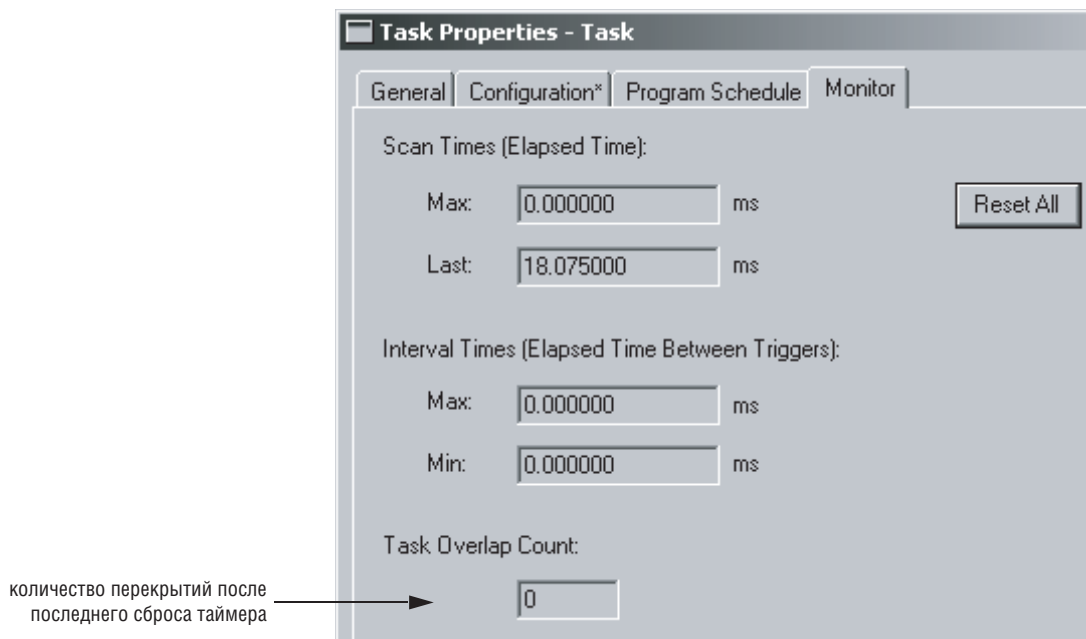 Task Properties - Task
General Configuration* Program Schedule Monitor
Scan Times (Elapsed Time):
Max: 0.000000 ms Reset All
Last: 18.075000 ms
Interval Times (Elapsed Time Between Triggers):
Max: 0.000000 ms
Min: 0.000000 ms
Task Overlap Count:
количество перекрытий после
последнего сброса таймера
0